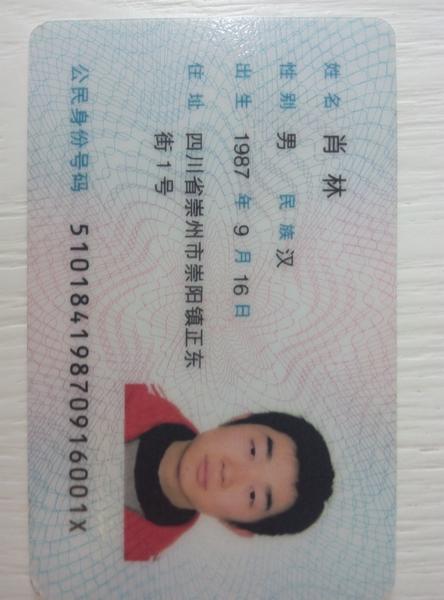 姓名 肖林
性别 男 民族 汉
出生 1987 年 9 月 16 日
住址 四川省崇州市崇阳镇正东
街1号
公民身份号码 51018419870916001X